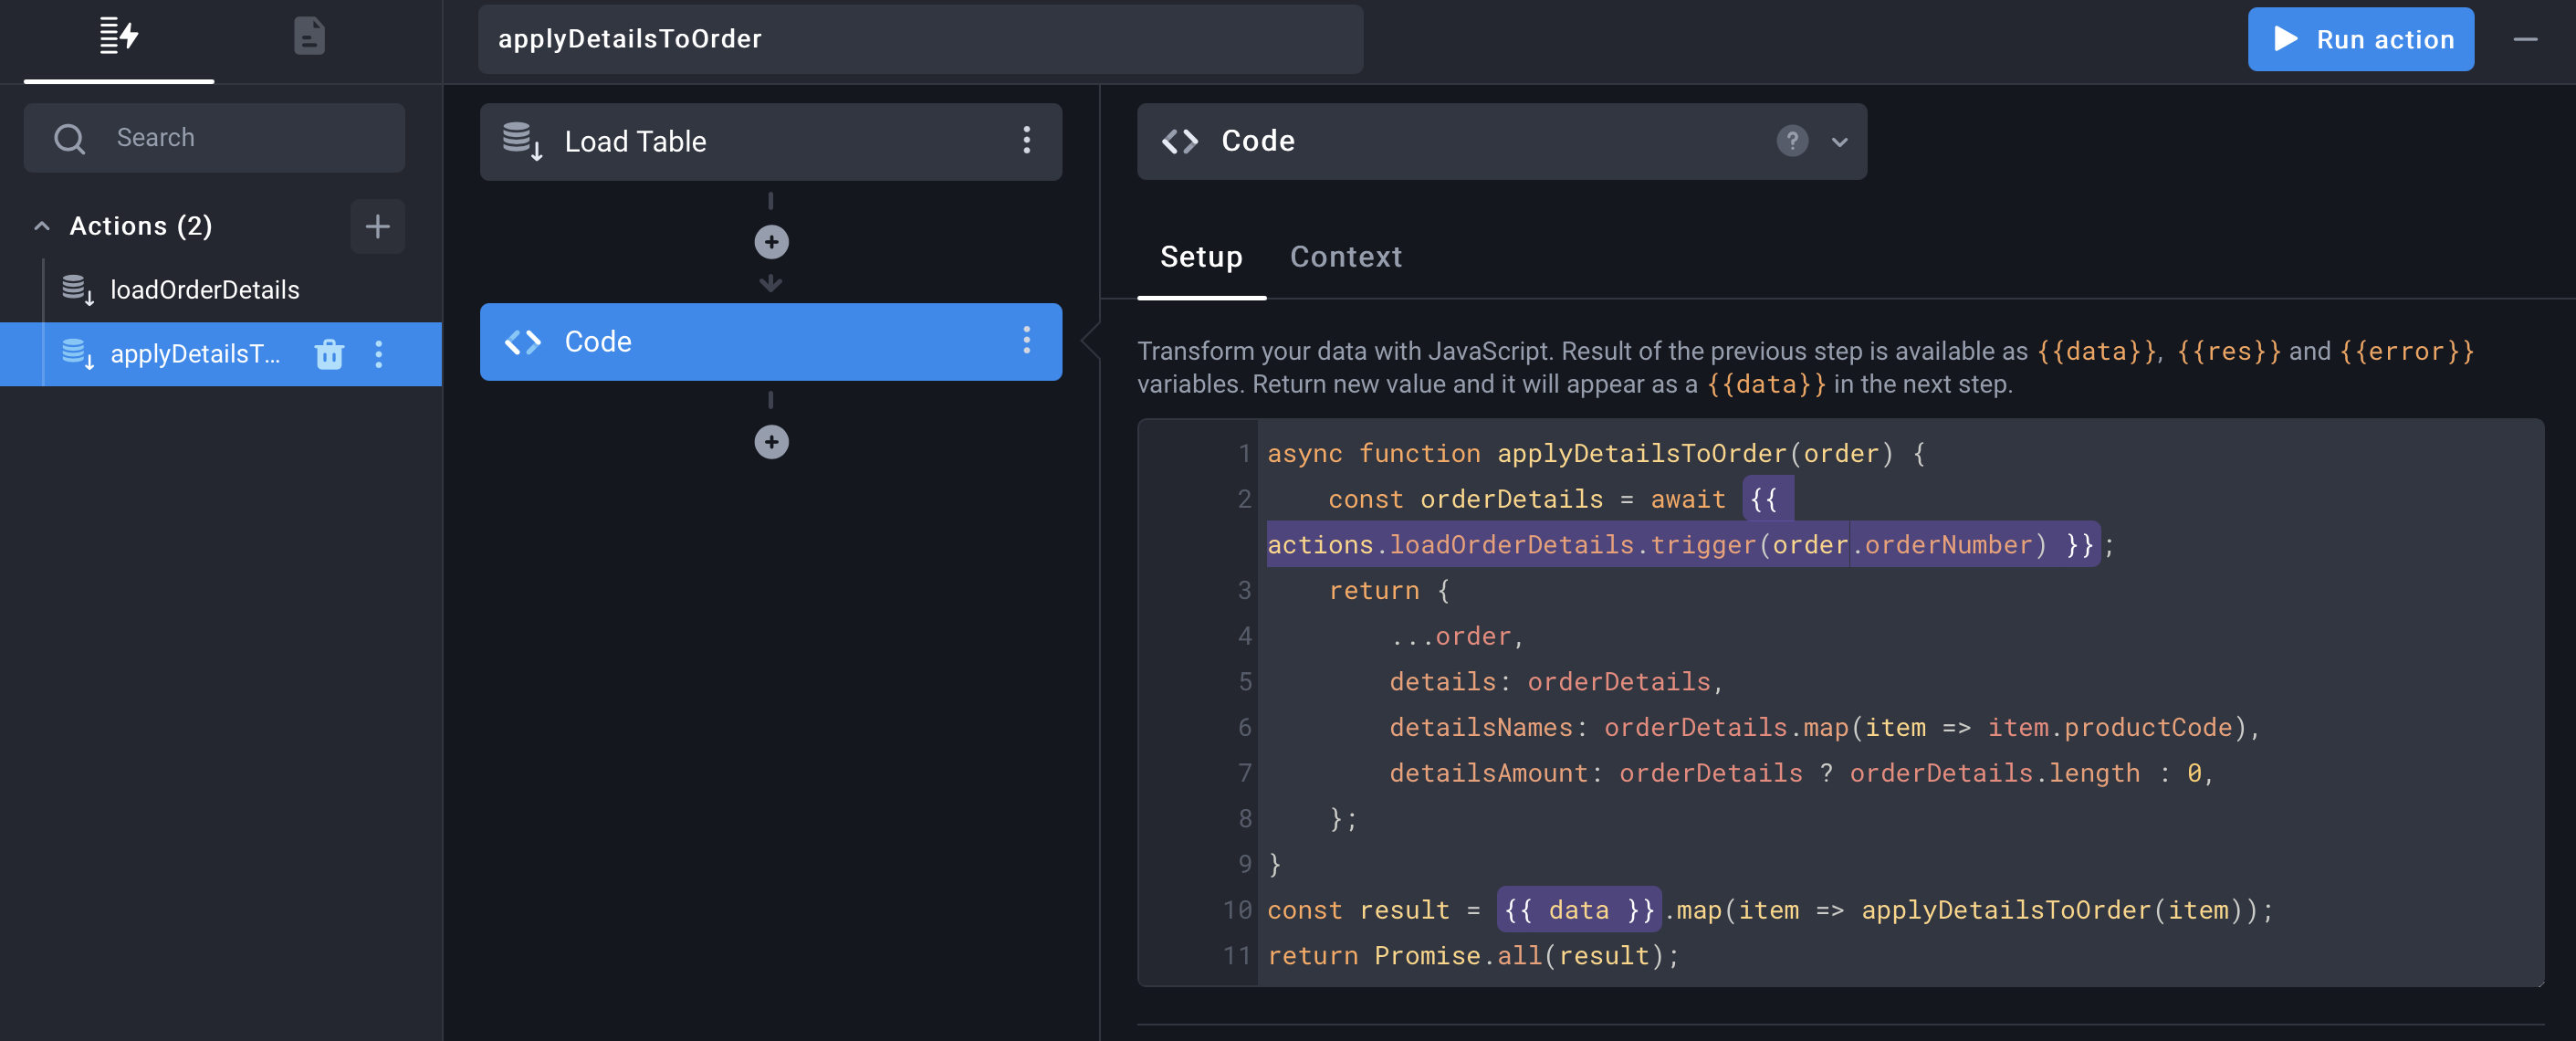 applyDetailsToOrder
Run action
Search
Actions (2)
loadOrderDetails
applyDetailsT...
Load Table
Code
Code
?
Setup
Context
Transform your data with JavaScript. Result of the previous step is available as {{data}}, {{res}} and {{error}}
variables. Return new value and it will appear as a {{data}} in the next step.
1 async function applyDetailsToOrder(order) {
2     const orderDetails = await {{
actions.loadOrderDetails.trigger(order.orderNumber) }};
3     return {
4         ...order,
5         details: orderDetails,
6         detailsNames: orderDetails.map(item => item.productCode),
7         detailsAmount: orderDetails ? orderDetails.length : 0,
8     };
9 }
10 const result = {{ data }}.map(item => applyDetailsToOrder(item));
11 return Promise.all(result);